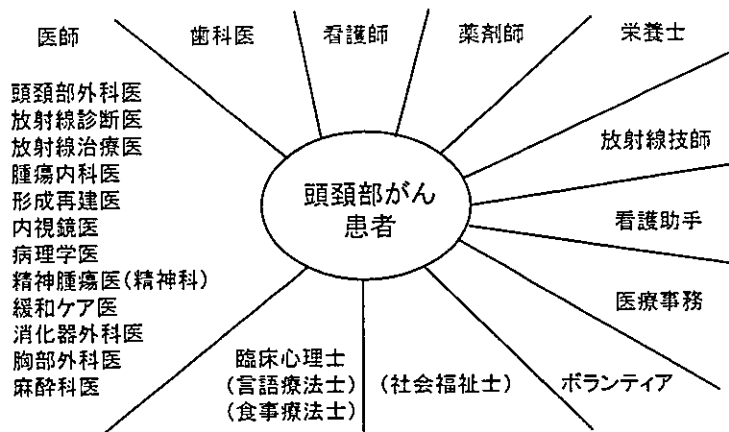 医師
歯科医
看護師
薬剤師
栄養士
頭頚部外科医
放射線診断医
放射線治療医
腫瘍内科医
形成再建医
内視鏡医
病理学医
精神腫瘍医(精神科)
緩和ケア医
消化器外科医
胸部外科医
麻酔科医
頭頚部がん
患者
放射線技師
看護助手
医療事務
ボランティア
(社会福祉士)
臨床心理士
(言語療法士)
(食事療法士)